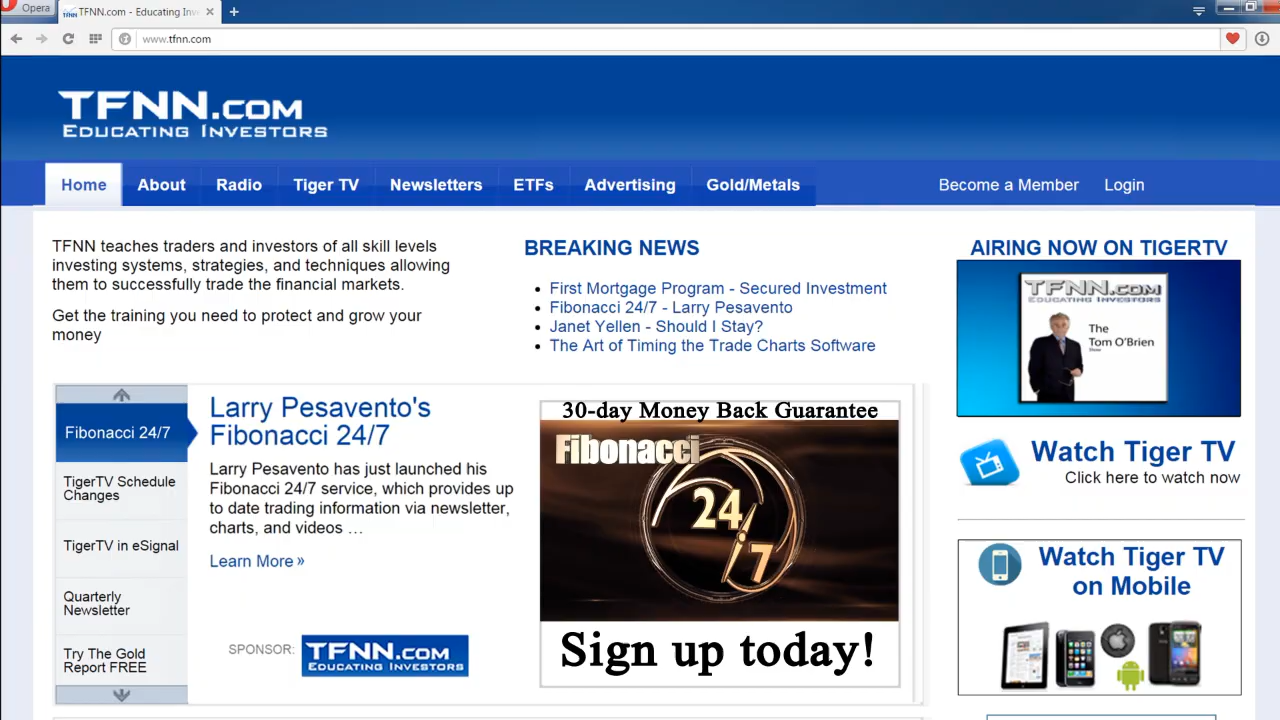 Opera
TFNN.com - Educating Inv
www.tfnn.com
TFNN.COM
EDUCATING INVESTORS
Home
About
Radio
Tiger TV
Newsletters
ETFs
Advertising
Gold/Metals
Become a Member
Login
TFNN teaches traders and investors of all skill levels
investing systems, strategies, and techniques allowing
them to successfully trade the financial markets.
Get the training you need to protect and grow your
money
BREAKING NEWS
First Mortgage Program - Secured Investment
Fibonacci 24/7 - Larry Pesavento
Janet Yellen - Should I Stay?
The Art of Timing the Trade Charts Software
AIRING NOW ON TIGERTV
TFNN.COM
EDUCATING INVESTORS
The
Tom O'Brien
Show
Watch Tiger TV
Click here to watch now
Watch Tiger TV
on Mobile
Fibonacci 24/7
TigerTV Schedule
Changes
TigerTV in eSignal
Quarterly
Newsletter
Try The Gold
Report FREE
Larry Pesavento's
Fibonacci 24/7
Larry Pesavento has just launched his
Fibonacci 24/7 service, which provides up
to date trading information via newsletter,
charts, and videos …
Learn More »
SPONSOR:
TFNN.COM
EDUCATING INVESTORS
30-day Money Back Guarantee
Fibonacci
24/7
Sign up today!